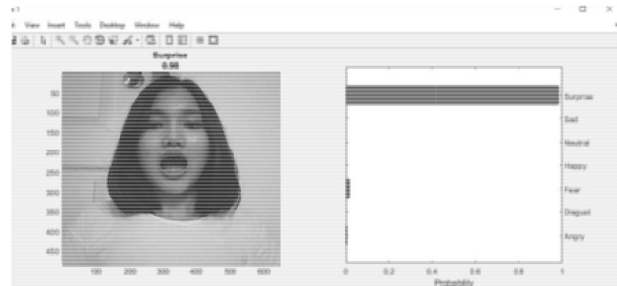 View Insert Tools Desktop Window Help
Surprise
0.98
50
100
150
200
250
300
350
400
450
100 200 300 400 500 600
Surprise
Sad
Neutral
Happy
Fear
Disgust
Angry
0 0.2 0.4 0.6 0.8 1
Probability